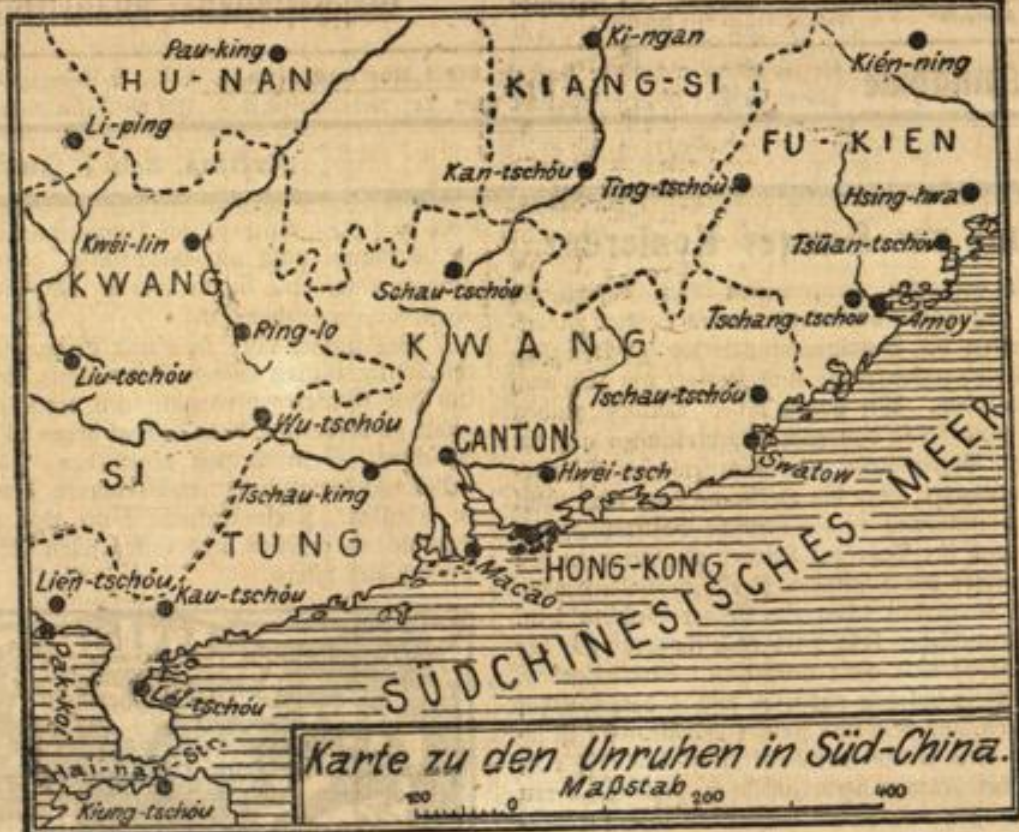 Pau-king
Ki-ngan
Kien-ning
HU-NAN
KIANG-SI
Li-ping
FU-KIEN
Kan-tschóu
Ting-tschóu
Hsing-hwa
Kwéi-lin
Tsüan-tschóu
KWANG
Schau-tschóu
Ping-lo
KWANG
Tschang-tschóu
Amoy
Liu-tschóu
Tschau-tschóu
Wu-tschóu
CANTON
SI
Tschau-king
Hwéi-tsch
Swatow
TUNG
Macao
HONG-KONG
Lien-tschóu
Kau-tschóu
SÜDCHINESISCHES MEER
Pak-hoi
Léi-tschóu
Hai-nan-Str.
Kiung-tschóu
Karte zu den Unruhen in Süd-China.
Maßstab
100 0 200 400